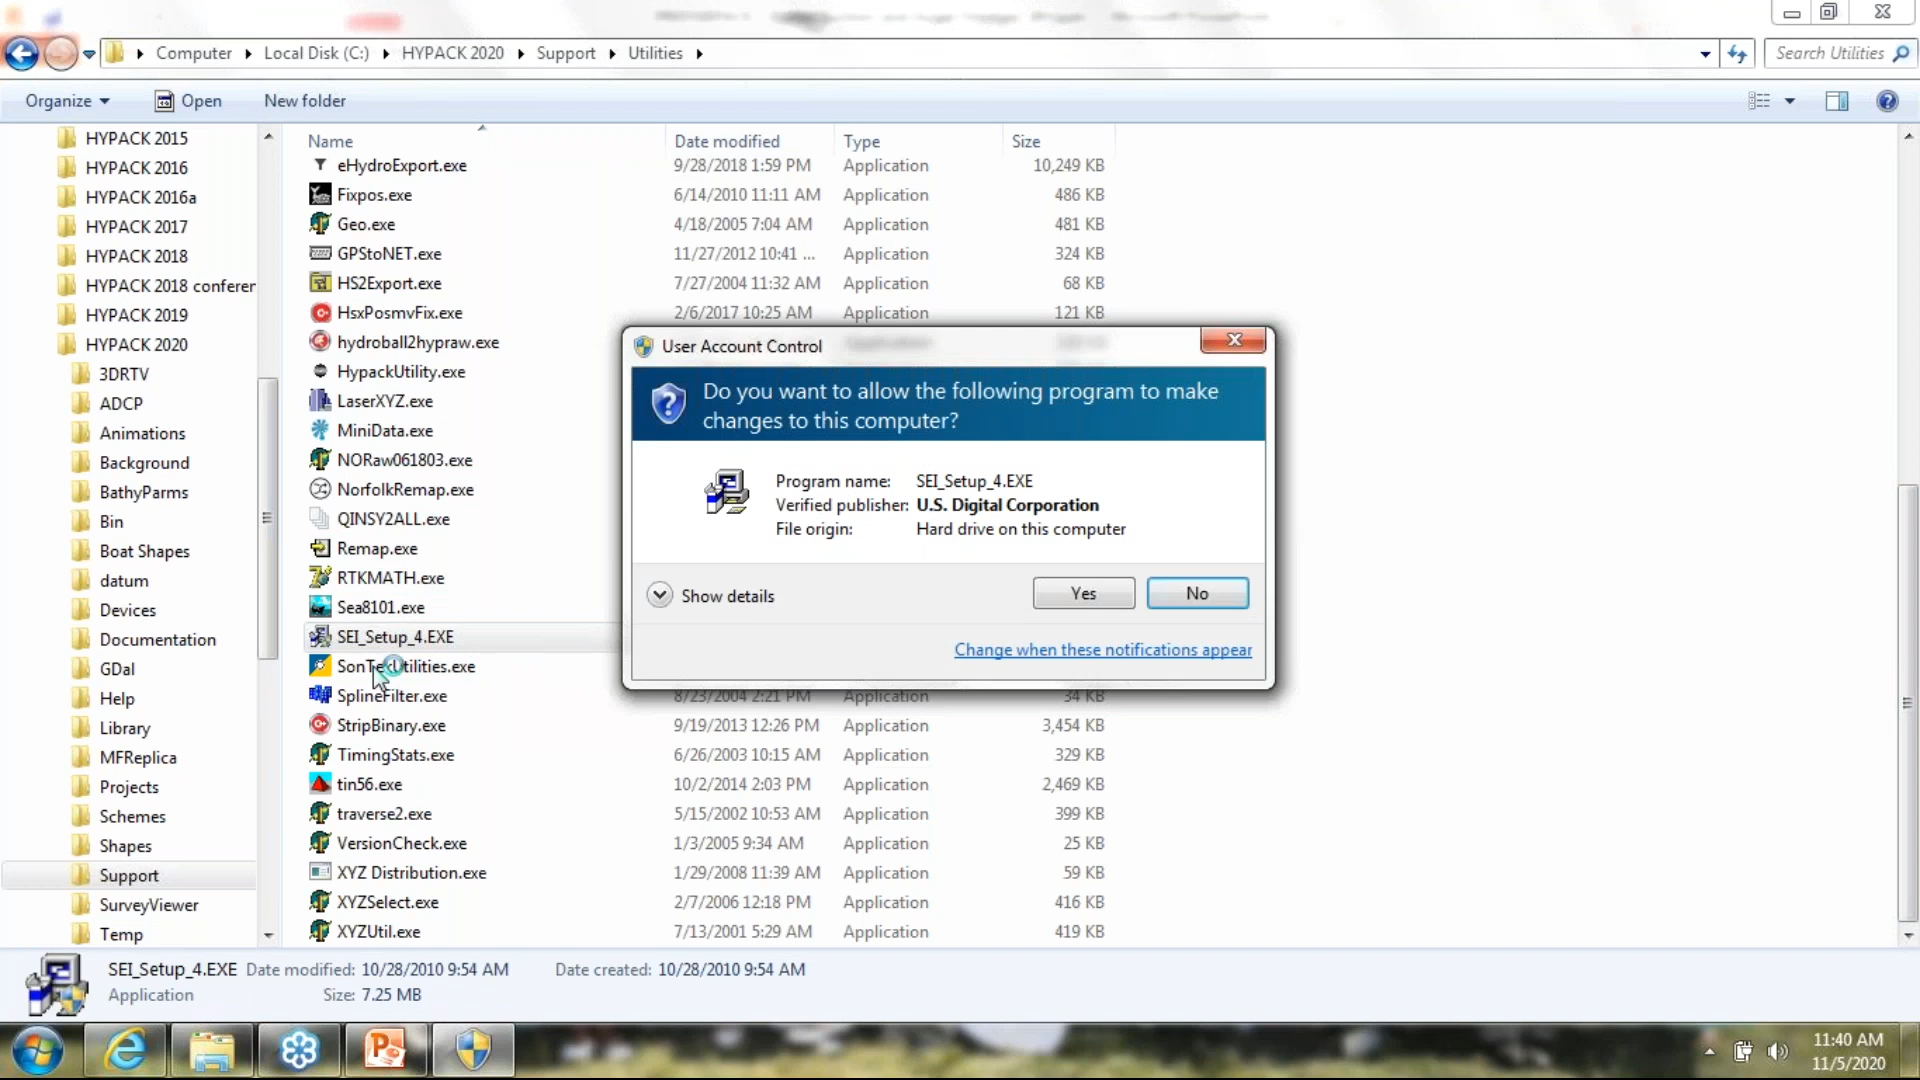 Computer Local Disk (C:) HYPACK 2020 Support Utilities
Search Utilities
Organize Open New folder
HYPACK 2015
HYPACK 2016
HYPACK 2016a
HYPACK 2017
HYPACK 2018
HYPACK 2018 conferen
HYPACK 2019
HYPACK 2020
3DRTV
ADCP
Animations
Background
BathyParms
Bin
Boat Shapes
datum
Devices
Documentation
GDal
Help
Library
MFReplica
Projects
Schemes
Shapes
Support
SurveyViewer
Temp
Name Date modified Type Size
eHydroExport.exe 9/28/2018 1:59 PM Application 10,249 KB
Fixpos.exe 6/14/2010 11:11 AM Application 486 KB
Geo.exe 4/18/2005 7:04 AM Application 481 KB
GPStoNET.exe 11/27/2012 10:41 ... Application 324 KB
HS2Export.exe 7/27/2004 11:32 AM Application 68 KB
HsxPosmvFix.exe 2/6/2017 10:25 AM Application 121 KB
hydroball2hypraw.exe
HypackUtility.exe
LaserXYZ.exe
MiniData.exe
NORaw061803.exe
NorfolkRemap.exe
QINSY2ALL.exe
Remap.exe
RTKMATH.exe
Sea8101.exe
SEI_Setup_4.EXE
SonTekUtilities.exe
SplineFilter.exe 8/23/2004 2:21 PM Application 34 KB
StripBinary.exe 9/19/2013 12:26 PM Application 3,454 KB
TimingStats.exe 6/26/2003 10:15 AM Application 329 KB
tin56.exe 10/2/2014 2:03 PM Application 2,469 KB
traverse2.exe 5/15/2002 10:53 AM Application 399 KB
VersionCheck.exe 1/3/2005 9:34 AM Application 25 KB
XYZ Distribution.exe 1/29/2008 11:39 AM Application 59 KB
XYZSelect.exe 2/7/2006 12:18 PM Application 416 KB
XYZUtil.exe 7/13/2001 5:29 AM Application 419 KB
User Account Control
Do you want to allow the following program to make
changes to this computer?
Program name: SEI_Setup_4.EXE
Verified publisher: U.S. Digital Corporation
File origin: Hard drive on this computer
Show details Yes No
Change when these notifications appear
SEI_Setup_4.EXE Date modified: 10/28/2010 9:54 AM Date created: 10/28/2010 9:54 AM
Application Size: 7.25 MB
11:40 AM
11/5/2020